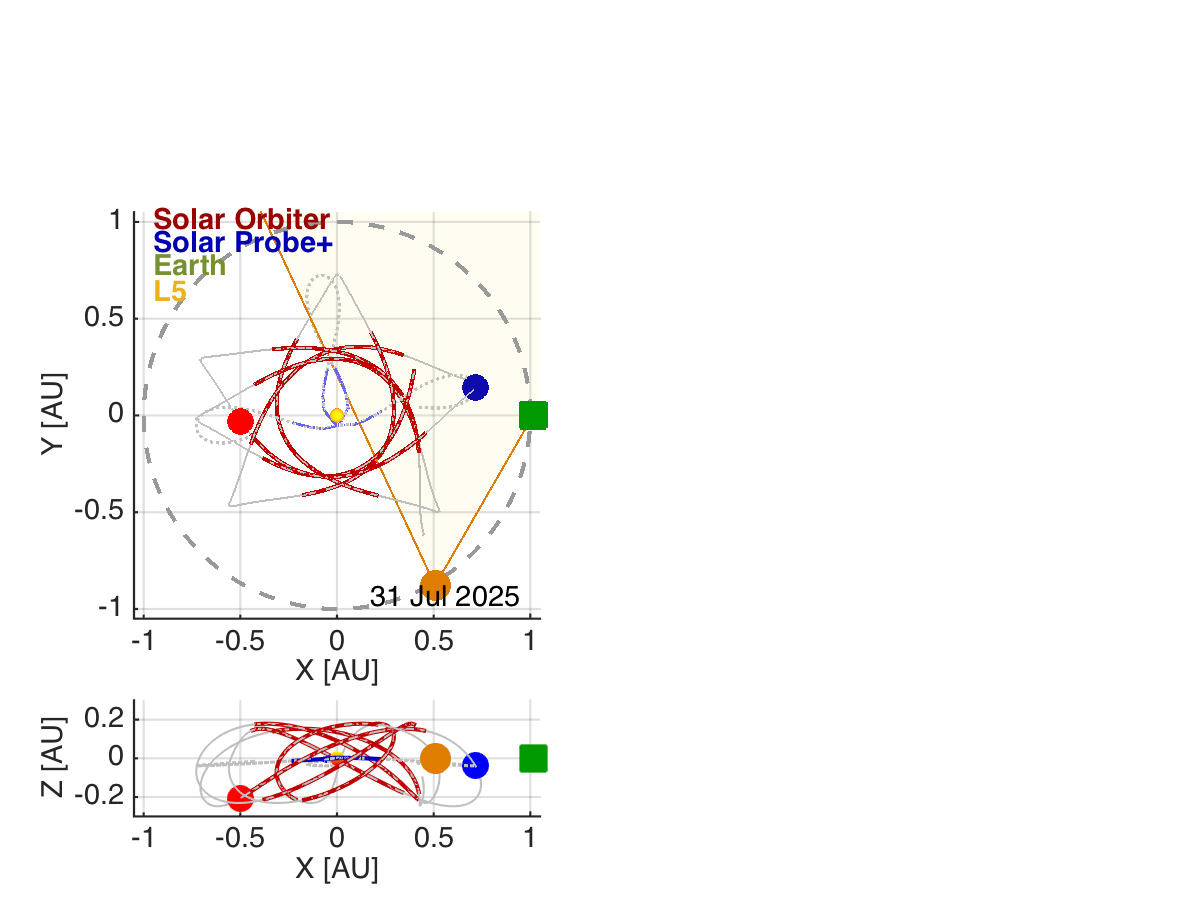 Solar Orbiter
Solar Probe+
Earth
L5
1
0.5
0
-0.5
-1
Y [AU]
31 Jul 2025
-1 -0.5 0 0.5 1
X [AU]
0.2
0
-0.2
Z [AU]
-1 -0.5 0 0.5 1
X [AU]